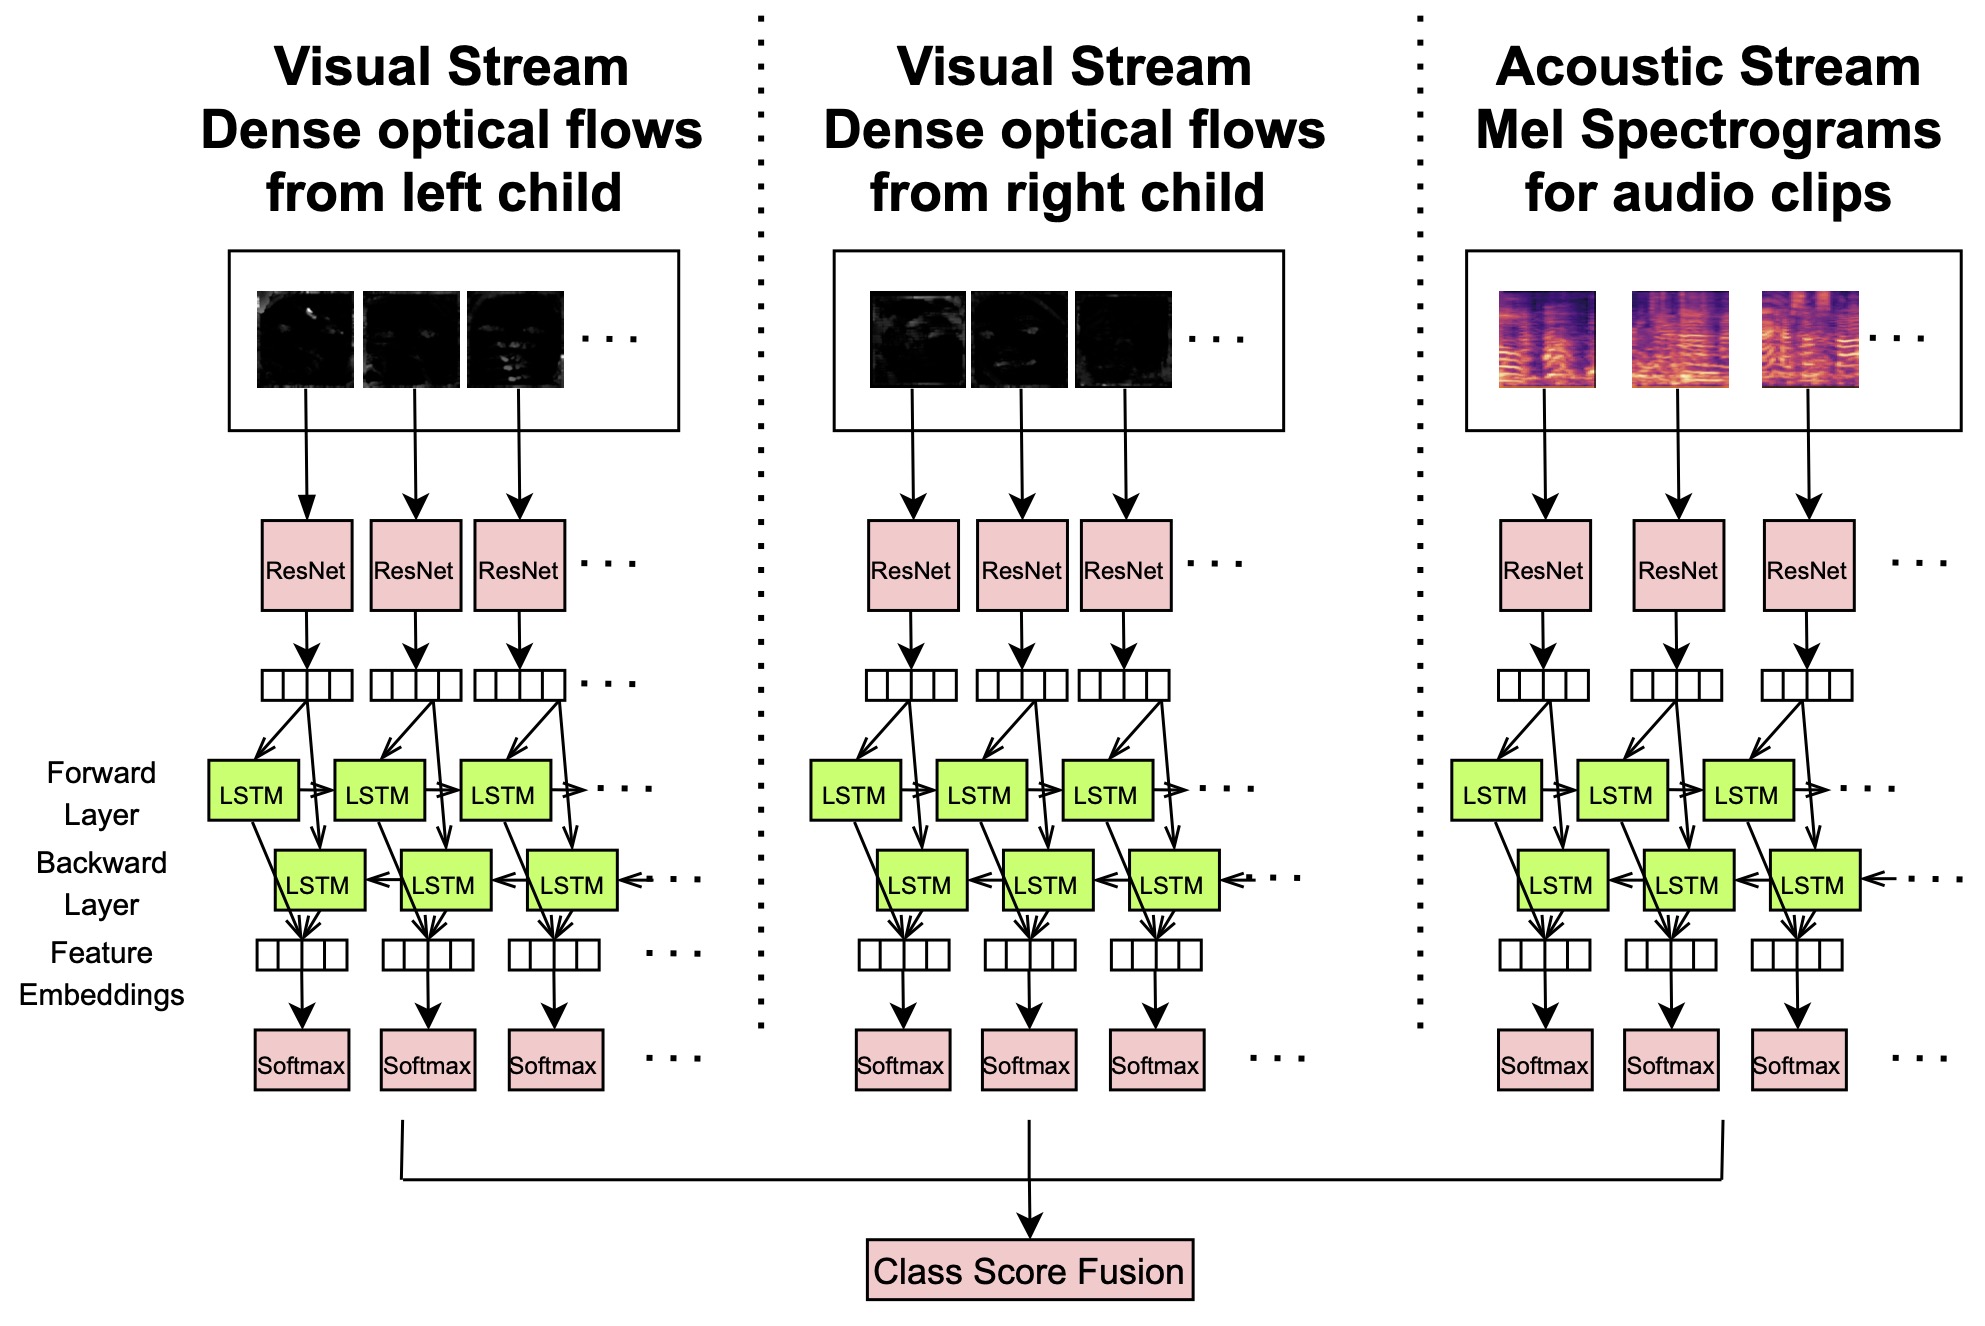 Visual Stream
Dense optical flows
from left child
Visual Stream
Dense optical flows
from right child
Acoustic Stream
Mel Spectrograms
for audio clips
ResNet ResNet ResNet
ResNet ResNet ResNet
ResNet ResNet ResNet
Forward
Layer
LSTM LSTM LSTM
LSTM LSTM LSTM
LSTM LSTM LSTM
Backward
Layer
LSTM LSTM LSTM
LSTM LSTM LSTM
LSTM LSTM LSTM
Feature
Embeddings
Softmax Softmax Softmax
Softmax Softmax Softmax
Softmax Softmax Softmax
Class Score Fusion